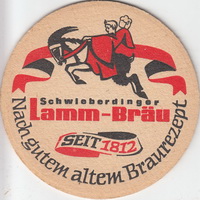 Schwieberdinger
Lamm-Bräu
SEIT 1812
Nach gutem altem Braurezept